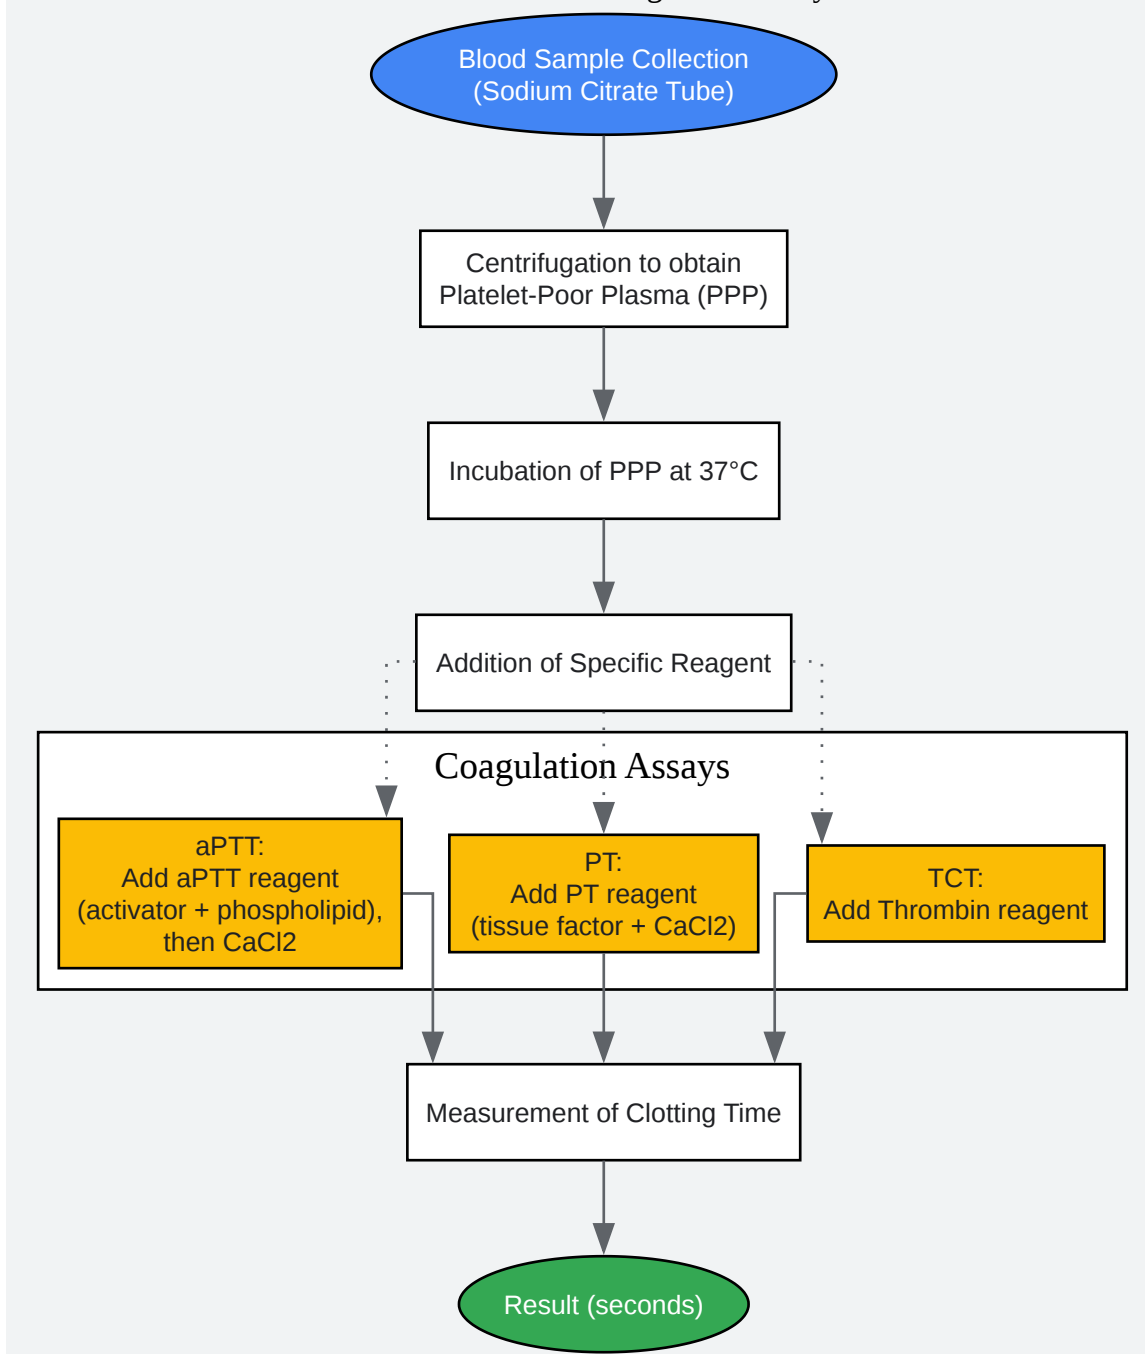 Blood Sample Collection
(Sodium Citrate Tube)
Centrifugation to obtain
Platelet-Poor Plasma (PPP)
Incubation of PPP at 37°C
Addition of Specific Reagent
Coagulation Assays
aPTT:
Add aPTT reagent
(activator + phospholipid),
then CaCl2
PT:
Add PT reagent
(tissue factor + CaCl2)
TCT:
Add Thrombin reagent
Measurement of Clotting Time
Result (seconds)